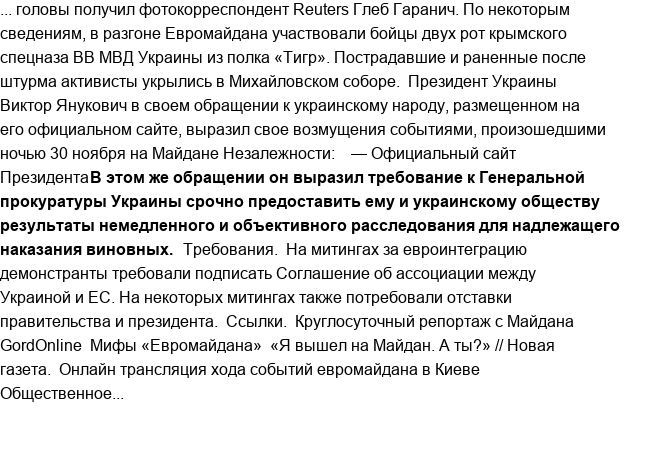 ... головы получил фотокорреспондент Reuters Глеб Гаранич. По некоторым
сведениям, в разгоне Евромайдана участвовали бойцы двух рот крымского
спецназа ВВ МВД Украины из полка «Тигр». Пострадавшие и раненные после
штурма активисты укрылись в Михайловском соборе. Президент Украины
Виктор Янукович в своем обращении к украинскому народу, размещенном на
его официальном сайте, выразил свое возмущения событиями, произошедшими
ночью 30 ноября на Майдане Незалежности: — Официальный сайт
ПрезидентаВ этом же обращении он выразил требование к Генеральной
прокуратуры Украины срочно предоставить ему и украинскому обществу
результаты немедленного и объективного расследования для надлежащего
наказания виновных. Требования. На митингах за евроинтеграцию
демонстранты требовали подписать Соглашение об ассоциации между
Украиной и ЕС. На некоторых митингах также потребовали отставки
правительства и президента. Ссылки. Круглосуточный репортаж с Майдана
GordOnline Мифы «Евромайдана» «Я вышел на Майдан. А ты?» // Новая
газета. Онлайн трансляция хода событий евромайдана в Киеве
Общественное...